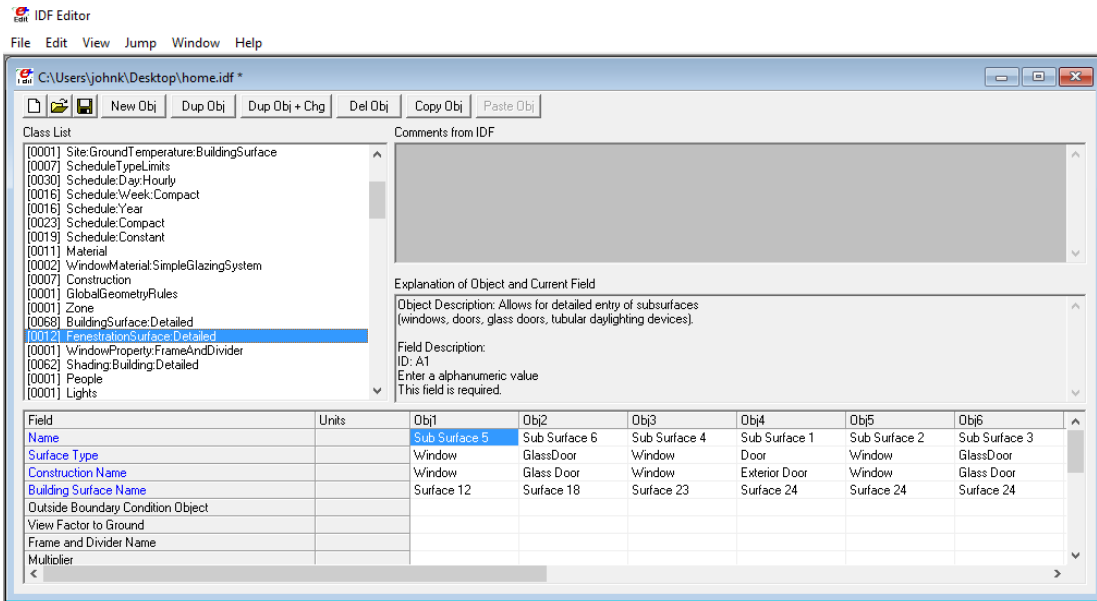 IDF Editor
File Edit View Jump Window Help
C:\Users\johnk\Desktop\home.idf *
New Obj Dup Obj Dup Obj + Chg Del Obj Copy Obj Paste Obj
Class List
[0001] Site:GroundTemperature:BuildingSurface
[0007] ScheduleTypeLimits
[0030] Schedule:Day:Hourly
[0016] Schedule:Week:Compact
[0016] Schedule:Year
[0023] Schedule:Compact
[0019] Schedule:Constant
[0011] Material
[0002] WindowMaterial:SimpleGlazingSystem
[0007] Construction
[0001] GlobalGeometryRules
[0001] Zone
[0068] BuildingSurface:Detailed
[0012] FenestrationSurface:Detailed
[0001] WindowProperty:FrameAndDivider
[0062] Shading:Building:Detailed
[0001] People
[0001] Lights
Comments from IDF
Explanation of Object and Current Field
Object Description: Allows for detailed entry of subsurfaces
(windows, doors, glass doors, tubular daylighting devices).
Field Description:
ID: A1
Enter a alphanumeric value
This field is required.
Field Units Obj1 Obj2 Obj3 Obj4 Obj5 Obj6
Name Sub Surface 5 Sub Surface 6 Sub Surface 4 Sub Surface 1 Sub Surface 2 Sub Surface 3
Surface Type Window GlassDoor Window Door Window GlassDoor
Construction Name Window Glass Door Window Exterior Door Window Glass Door
Building Surface Name Surface 12 Surface 18 Surface 23 Surface 24 Surface 24 Surface 24
Outside Boundary Condition Object
View Factor to Ground
Frame and Divider Name
Multiplier